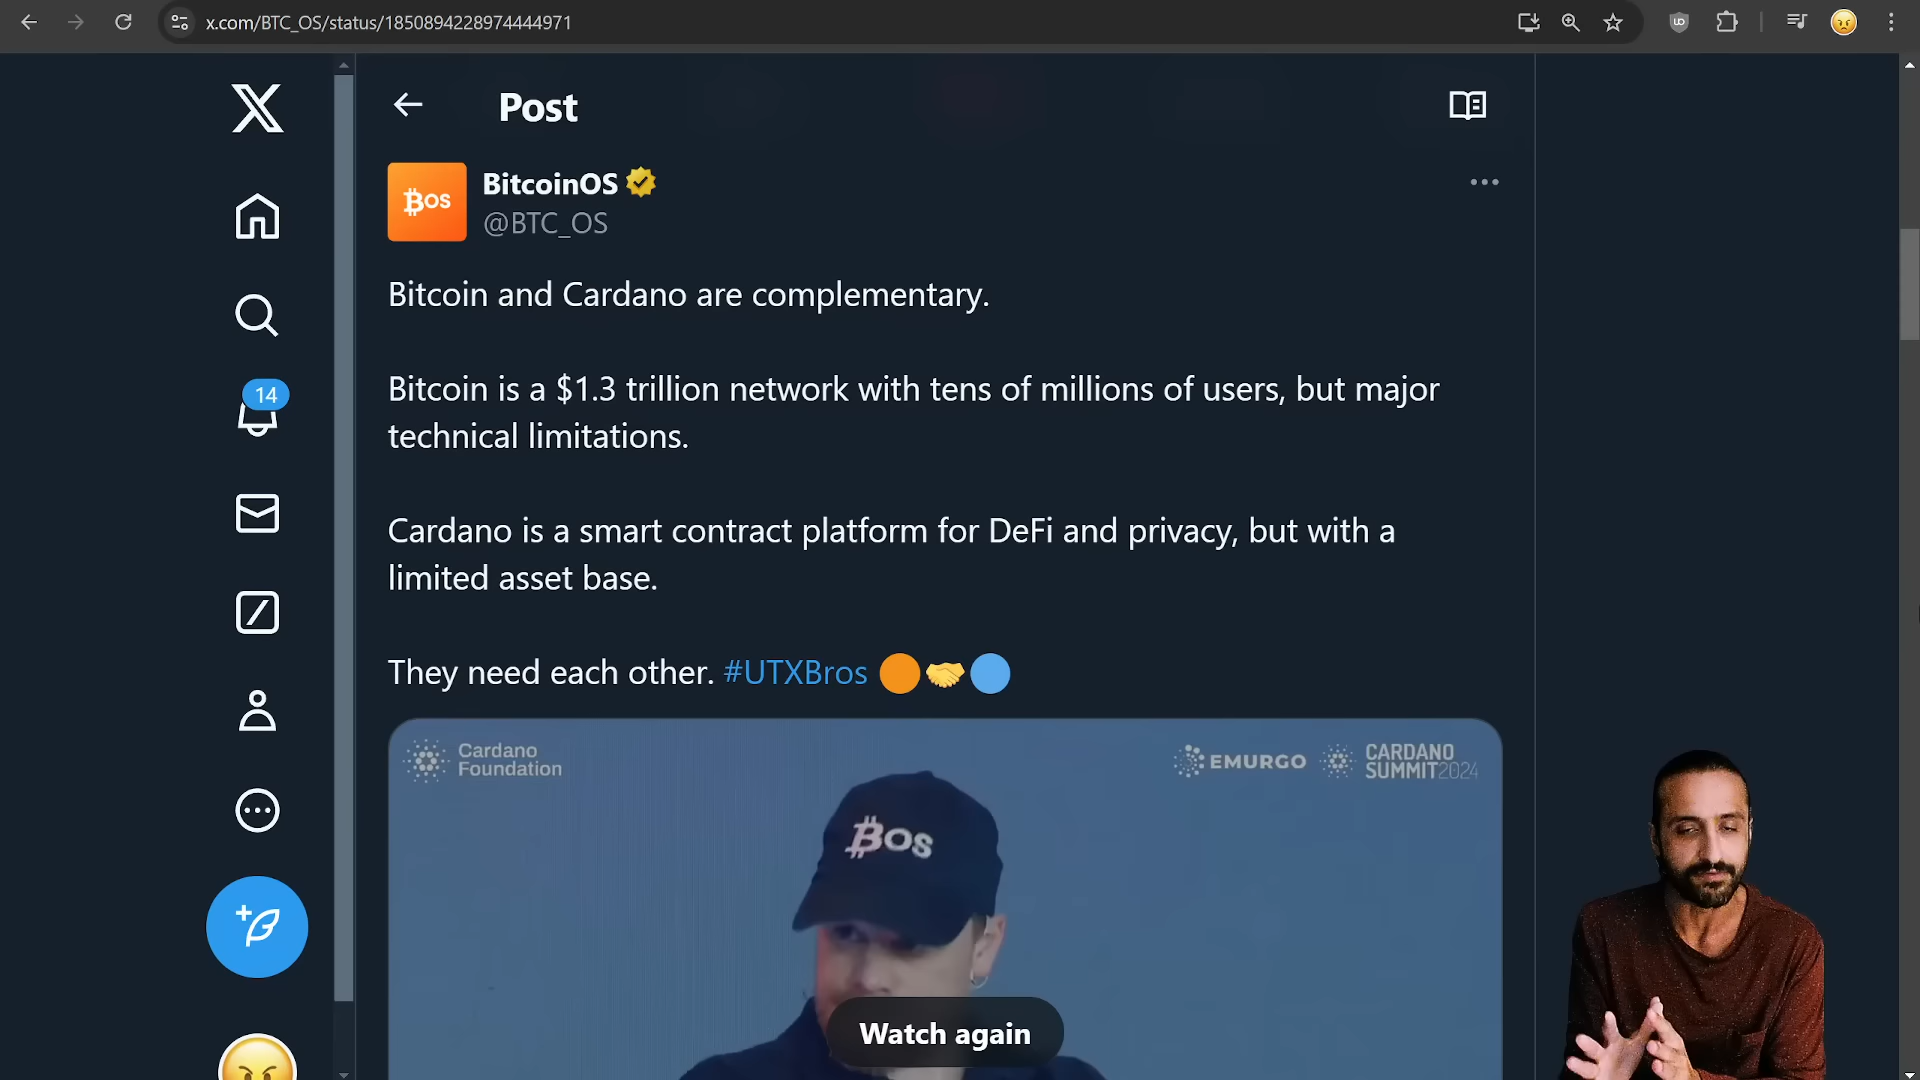 x.com/BTC_OS/status/1850894228974444971
Post
BOS
BitcoinOS
@BTC_OS
Bitcoin and Cardano are complementary.
Bitcoin is a $1.3 trillion network with tens of millions of users, but major
technical limitations.
14
Cardano is a smart contract platform for DeFi and privacy, but with a
limited asset base.
They need each other. #UTXBros
Cardano
Foundation
EMURGO
CARDANO
SUMMIT2024
BOS
Watch again